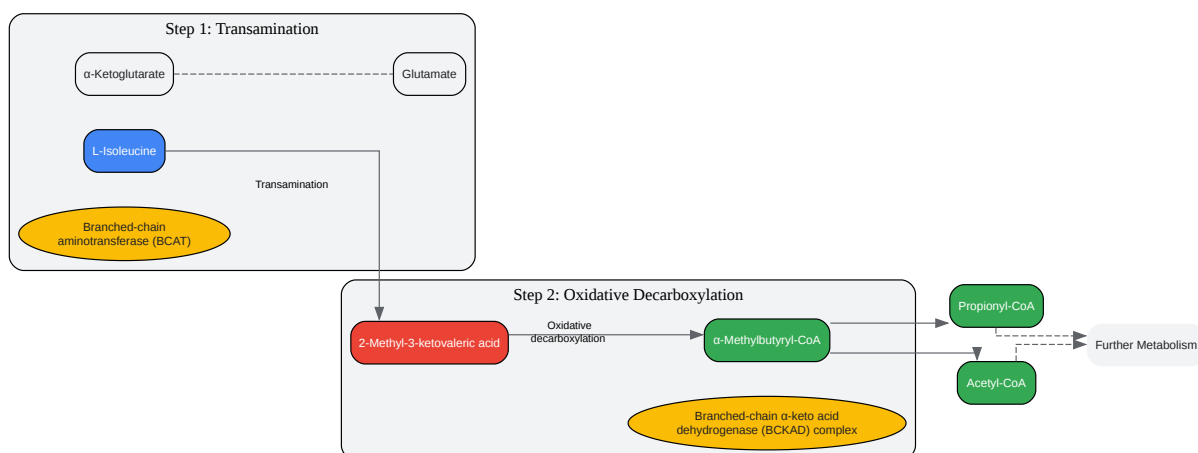 Step 1: Transamination
α-Ketoglutarate
Glutamate
L-Isoleucine
Transamination
Branched-chain
aminotransferase (BCAT)
Step 2: Oxidative Decarboxylation
2-Methyl-3-ketovaleric acid
Oxidative
decarboxylation
α-Methylbutyryl-CoA
Branched-chain α-keto acid
dehydrogenase (BCKAD) complex
Propionyl-CoA
Acetyl-CoA
Further Metabolism